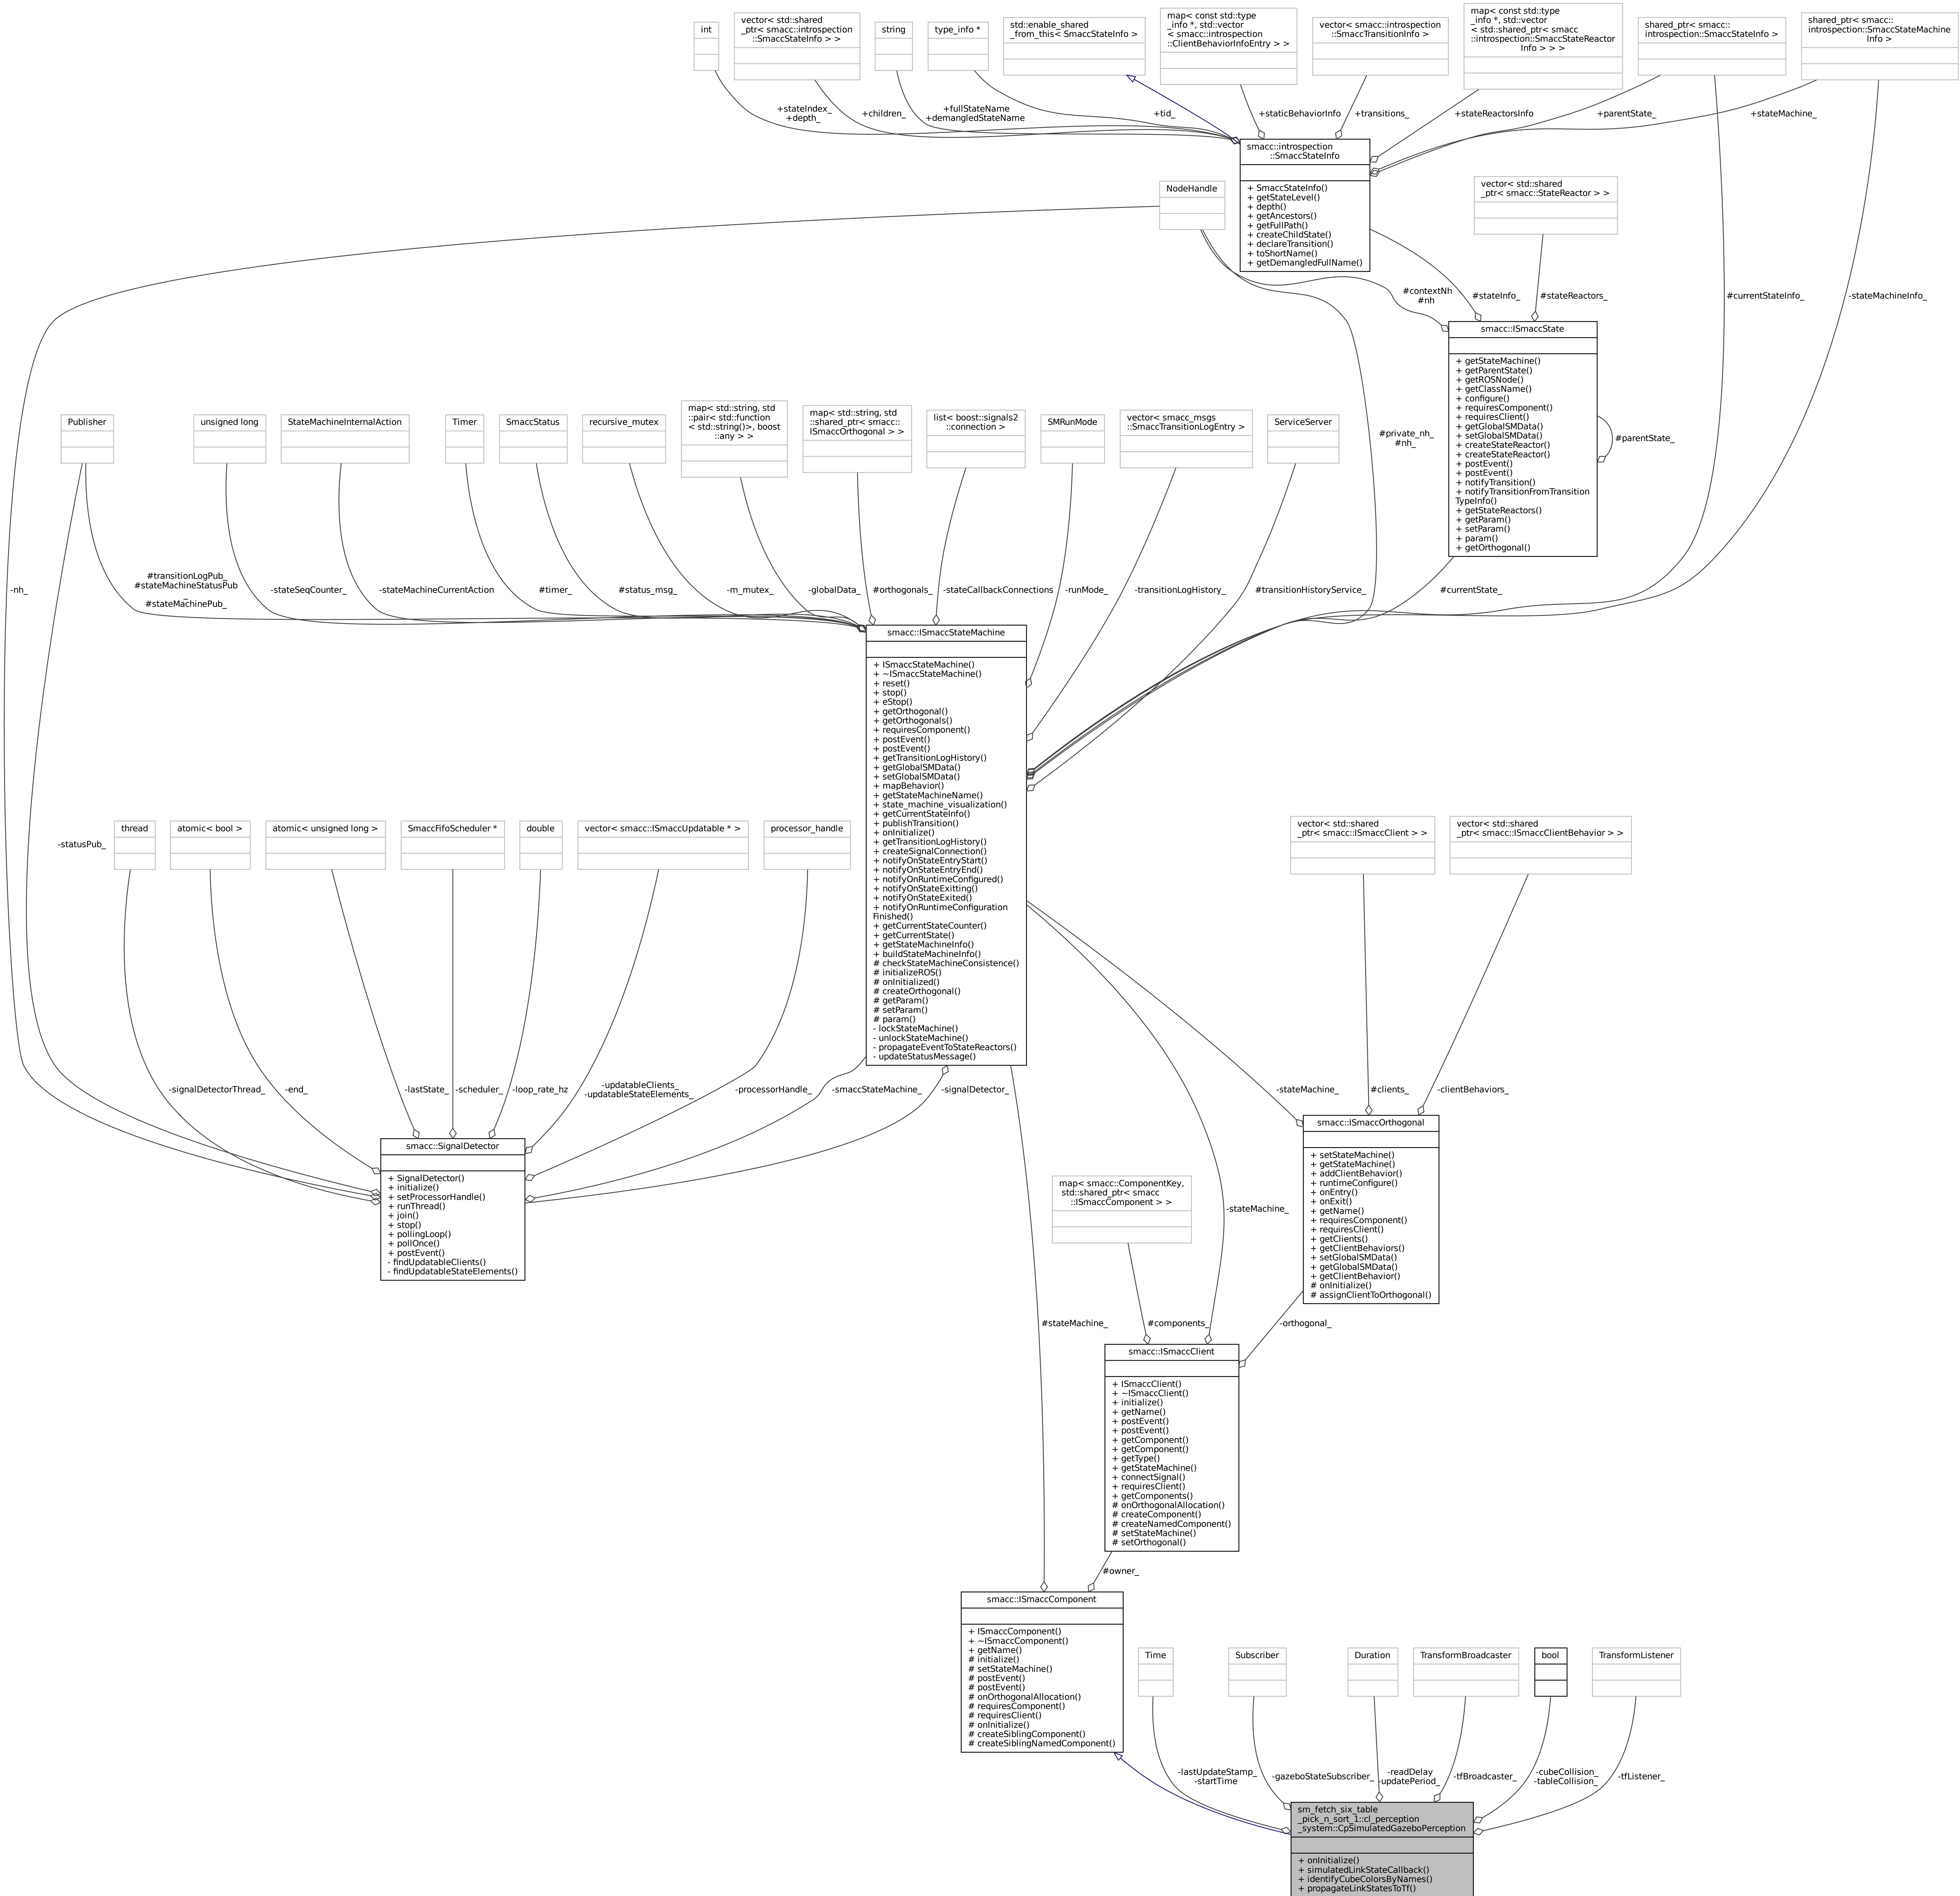 int
vector< std::shared
_ptr< smacc::introspection
::SmaccStateInfo > >
string
type_info *
std::enable_shared
_from_this< SmaccStateInfo >
map< const std::type
_info *, std::vector
< smacc::introspection
::ClientBehaviorInfoEntry > >
vector< smacc::introspection
::SmaccTransitionInfo >
map< const std::type
_info *, std::vector
< std::shared_ptr< smacc
::introspection::SmaccStateReactor
Info > > >
shared_ptr< smacc::
introspection::SmaccStateInfo >
shared_ptr< smacc::
introspection::SmaccStateMachine
Info >
+stateIndex_
+depth_
+children_
+fullStateName
+demangledStateName
+tid_
+staticBehaviorInfo
+transitions_
+stateReactorsInfo
+parentState_
+stateMachine_
smacc::introspection
::SmaccStateInfo
+ SmaccStateInfo()
+ getStateLevel()
+ depth()
+ getAncestors()
+ getFullPath()
+ createChildState()
+ declareTransition()
+ toShortName()
+ getDemangledFullName()
NodeHandle
vector< std::shared
_ptr< smacc::StateReactor > >
#contextNh
#nh
#stateInfo_
#stateReactors_
#currentStateInfo_
-stateMachineInfo_
smacc::ISmaccState
+ getStateMachine()
+ getParentState()
+ getROSNode()
+ getClassName()
+ configure()
+ requiresComponent()
+ requiresClient()
+ getGlobalSMData()
+ setGlobalSMData()
+ createStateReactor()
+ createStateReactor()
+ postEvent()
+ postEvent()
+ notifyTransition()
+ notifyTransitionFromTransition
TypeInfo()
+ getStateReactors()
+ getParam()
+ setParam()
+ param()
+ getOrthogonal()
#parentState_
#private_nh_
#nh_
Publisher
unsigned long
StateMachineInternalAction
Timer
SmaccStatus
recursive_mutex
map< std::string, std
::pair< std::function
< std::string()>, boost
::any > >
map< std::string, std
::shared_ptr< smacc::
ISmaccOrthogonal > >
list< boost::signals2
::connection >
SMRunMode
vector< smacc_msgs
::SmaccTransitionLogEntry >
ServiceServer
-nh_
#transitionLogPub_
#stateMachineStatusPub
_
#stateMachinePub_
-stateSeqCounter_
-stateMachineCurrentAction
#timer_
#status_msg_
-m_mutex_
-globalData_
#orthogonals_
-stateCallbackConnections
-runMode_
-transitionLogHistory_
#transitionHistoryService_
#currentState_
smacc::ISmaccStateMachine
+ ISmaccStateMachine()
+ ~ISmaccStateMachine()
+ reset()
+ stop()
+ eStop()
+ getOrthogonal()
+ getOrthogonals()
+ requiresComponent()
+ postEvent()
+ postEvent()
+ getTransitionLogHistory()
+ getGlobalSMData()
+ setGlobalSMData()
+ mapBehavior()
+ getStateMachineName()
+ state_machine_visualization()
+ getCurrentStateInfo()
+ publishTransition()
+ onInitialize()
+ getTransitionLogHistory()
+ createSignalConnection()
+ notifyOnStateEntryStart()
+ notifyOnStateEntryEnd()
+ notifyOnRuntimeConfigured()
+ notifyOnStateExitting()
+ notifyOnStateExited()
+ notifyOnRuntimeConfiguration
Finished()
+ getCurrentStateCounter()
+ getCurrentState()
+ getStateMachineInfo()
+ buildStateMachineInfo()
# checkStateMachineConsistence()
# initializeROS()
# onInitialized()
# createOrthogonal()
# getParam()
# setParam()
# param()
- lockStateMachine()
- unlockStateMachine()
- propagateEventToStateReactors()
- updateStatusMessage()
-statusPub_
thread
atomic< bool >
atomic< unsigned long >
SmaccFifoScheduler *
double
vector< smacc::ISmaccUpdatable * >
processor_handle
vector< std::shared
_ptr< smacc::ISmaccClient > >
vector< std::shared
_ptr< smacc::ISmaccClientBehavior > >
-signalDetectorThread_
-end_
-lastState_
-scheduler_
-loop_rate_hz
-updatableClients_
-updatableStateElements_
-processorHandle_
-smaccStateMachine_
-signalDetector_
-stateMachine_
#clients_
-clientBehaviors_
smacc::SignalDetector
+ SignalDetector()
+ initialize()
+ setProcessorHandle()
+ runThread()
+ join()
+ stop()
+ pollingLoop()
+ pollOnce()
+ postEvent()
- findUpdatableClients()
- findUpdatableStateElements()
smacc::ISmaccOrthogonal
+ setStateMachine()
+ getStateMachine()
+ addClientBehavior()
+ runtimeConfigure()
+ onEntry()
+ onExit()
+ getName()
+ requiresComponent()
+ requiresClient()
+ getClients()
+ getClientBehaviors()
+ setGlobalSMData()
+ getGlobalSMData()
+ getClientBehavior()
# onInitialize()
# assignClientToOrthogonal()
map< smacc::ComponentKey,
std::shared_ptr< smacc
::ISmaccComponent > >
-stateMachine_
#stateMachine_
#components_
-orthogonal_
smacc::ISmaccClient
+ ISmaccClient()
+ ~ISmaccClient()
+ initialize()
+ getName()
+ postEvent()
+ postEvent()
+ getComponent()
+ getComponent()
+ getType()
+ getStateMachine()
+ connectSignal()
+ requiresClient()
+ getComponents()
# onOrthogonalAllocation()
# createComponent()
# createNamedComponent()
# setStateMachine()
# setOrthogonal()
#owner_
smacc::ISmaccComponent
+ ISmaccComponent()
+ ~ISmaccComponent()
+ getName()
# initialize()
# setStateMachine()
# postEvent()
# postEvent()
# onOrthogonalAllocation()
# requiresComponent()
# requiresClient()
# onInitialize()
# createSiblingComponent()
# createSiblingNamedComponent()
Time
Subscriber
Duration
TransformBroadcaster
bool
TransformListener
-lastUpdateStamp_
-startTime
-gazeboStateSubscriber_
-readDelay
-updatePeriod_
-tfBroadcaster_
-cubeCollision_
-tableCollision_
-tfListener_
sm_fetch_six_table
_pick_n_sort_1::cl_perception
_system::CpSimulatedGazeboPerception
+ onInitialize()
+ simulatedLinkStateCallback()
+ identifyCubeColorsByNames()
+ propagateLinkStatesToTf()